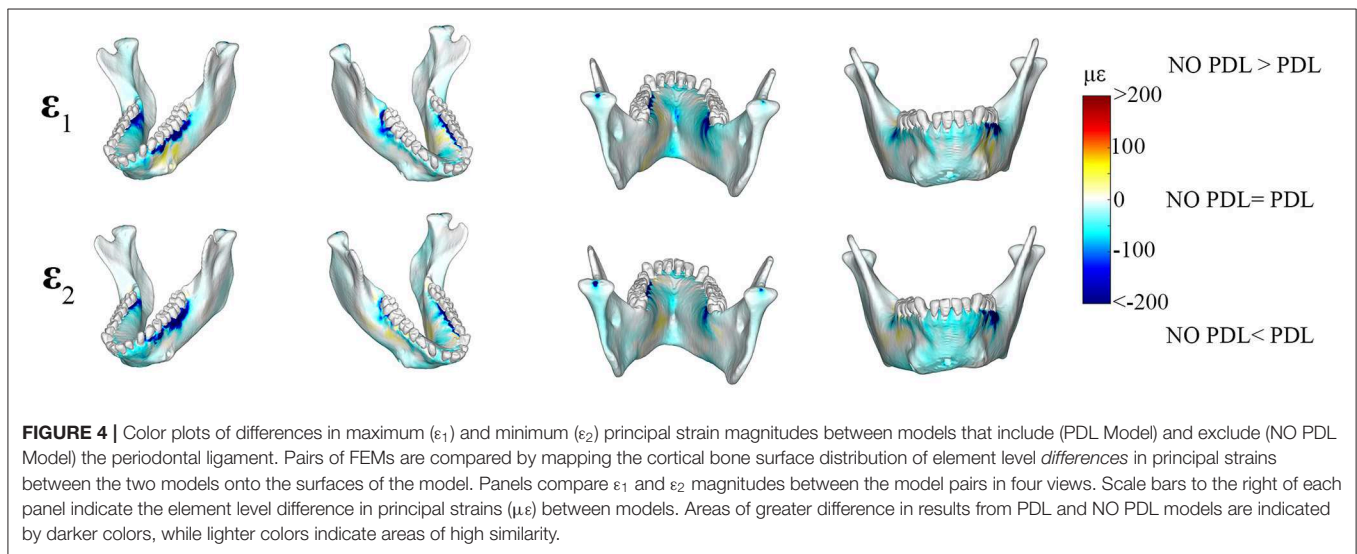 ε1
ε2
με
>200
100
0
-100
<-200
NO PDL > PDL
NO PDL= PDL
NO PDL< PDL
FIGURE 4 | Color plots of differences in maximum (ε1) and minimum (ε2) principal strain magnitudes between models that include (PDL Model) and exclude (NO PDL
Model) the periodontal ligament. Pairs of FEMs are compared by mapping the cortical bone surface distribution of element level differences in principal strains
between the two models onto the surfaces of the model. Panels compare ε1 and ε2 magnitudes between the model pairs in four views. Scale bars to the right of each
panel indicate the element level difference in principal strains (με) between models. Areas of greater difference in results from PDL and NO PDL models are indicated
by darker colors, while lighter colors indicate areas of high similarity.